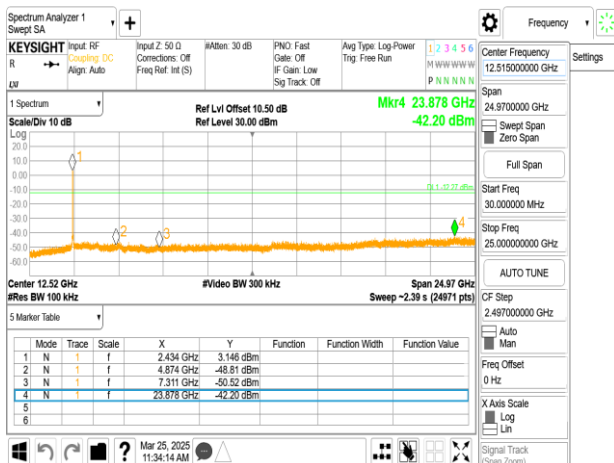 Spectrum Analyzer 1
Swept SA
Frequency
KEYSIGHT Input: RF Input Z: 50 Ω #Atten: 30 dB PNO: Fast Avg Type: Log-Power 1 2 3 4 5 6
R Coupling: DC Corrections: Off Gate: Off Trig: Free Run M W W W W W
Align: Auto Freq Ref: Int (S) IF Gain: Low
LXI Sig Track: Off P N N N N N
1 Spectrum
Ref Lvl Offset 10.50 dB Mkr4 23.878 GHz
Scale/Div 10 dB Ref Level 30.00 dBm -42.20 dBm
Log
20.0
10.0
0.00
-10.0
-20.0
-30.0
-40.0
-50.0
-60.0
1
2
3
4
DL1 -12.27 dBm
Center 12.52 GHz #Video BW 300 kHz Span 24.97 GHz
#Res BW 100 kHz Sweep ~2.39 s (24971 pts)
5 Marker Table
Mode Trace Scale X Y Function Function Width Function Value
1 N 1 f 2.434 GHz 3.146 dBm
2 N 1 f 4.874 GHz -48.81 dBm
3 N 1 f 7.311 GHz -50.52 dBm
4 N 1 f 23.878 GHz -42.20 dBm
5
6
Mar 25, 2025
11:34:14 AM
Center Frequency
12.515000000 GHz
Settings
Span
24.9700000 GHz
Swept Span
Zero Span
Full Span
Start Freq
30.000000 MHz
Stop Freq
25.000000000 GHz
AUTO TUNE
CF Step
2.497000000 GHz
Auto
Man
Freq Offset
0 Hz
X Axis Scale
Log
Lin
Signal Track
(Span Zoom)